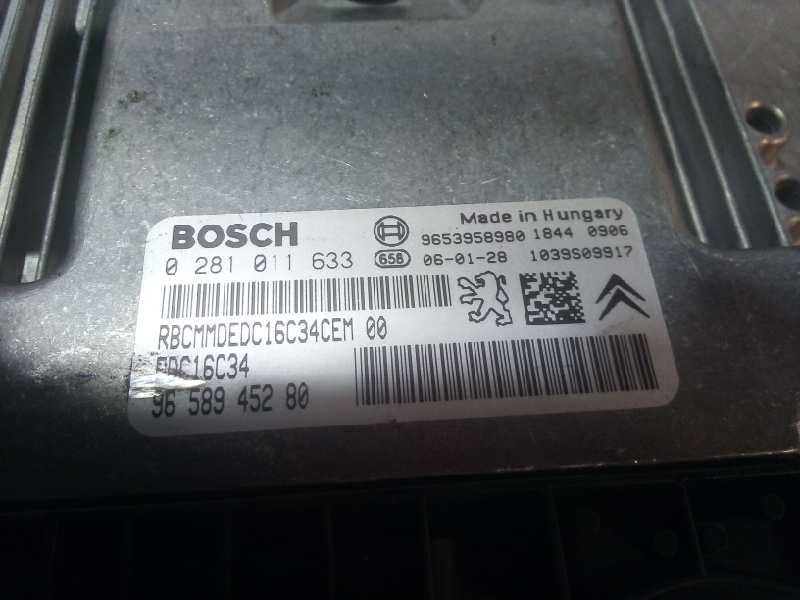 Made in Hungary
BOSCH
9653958980 1844 0906
0 281 011 633 658 06-01-28 1039S09917
RBCMMDEDC16C34CEM 00
EDC16C34
96 589 452 80